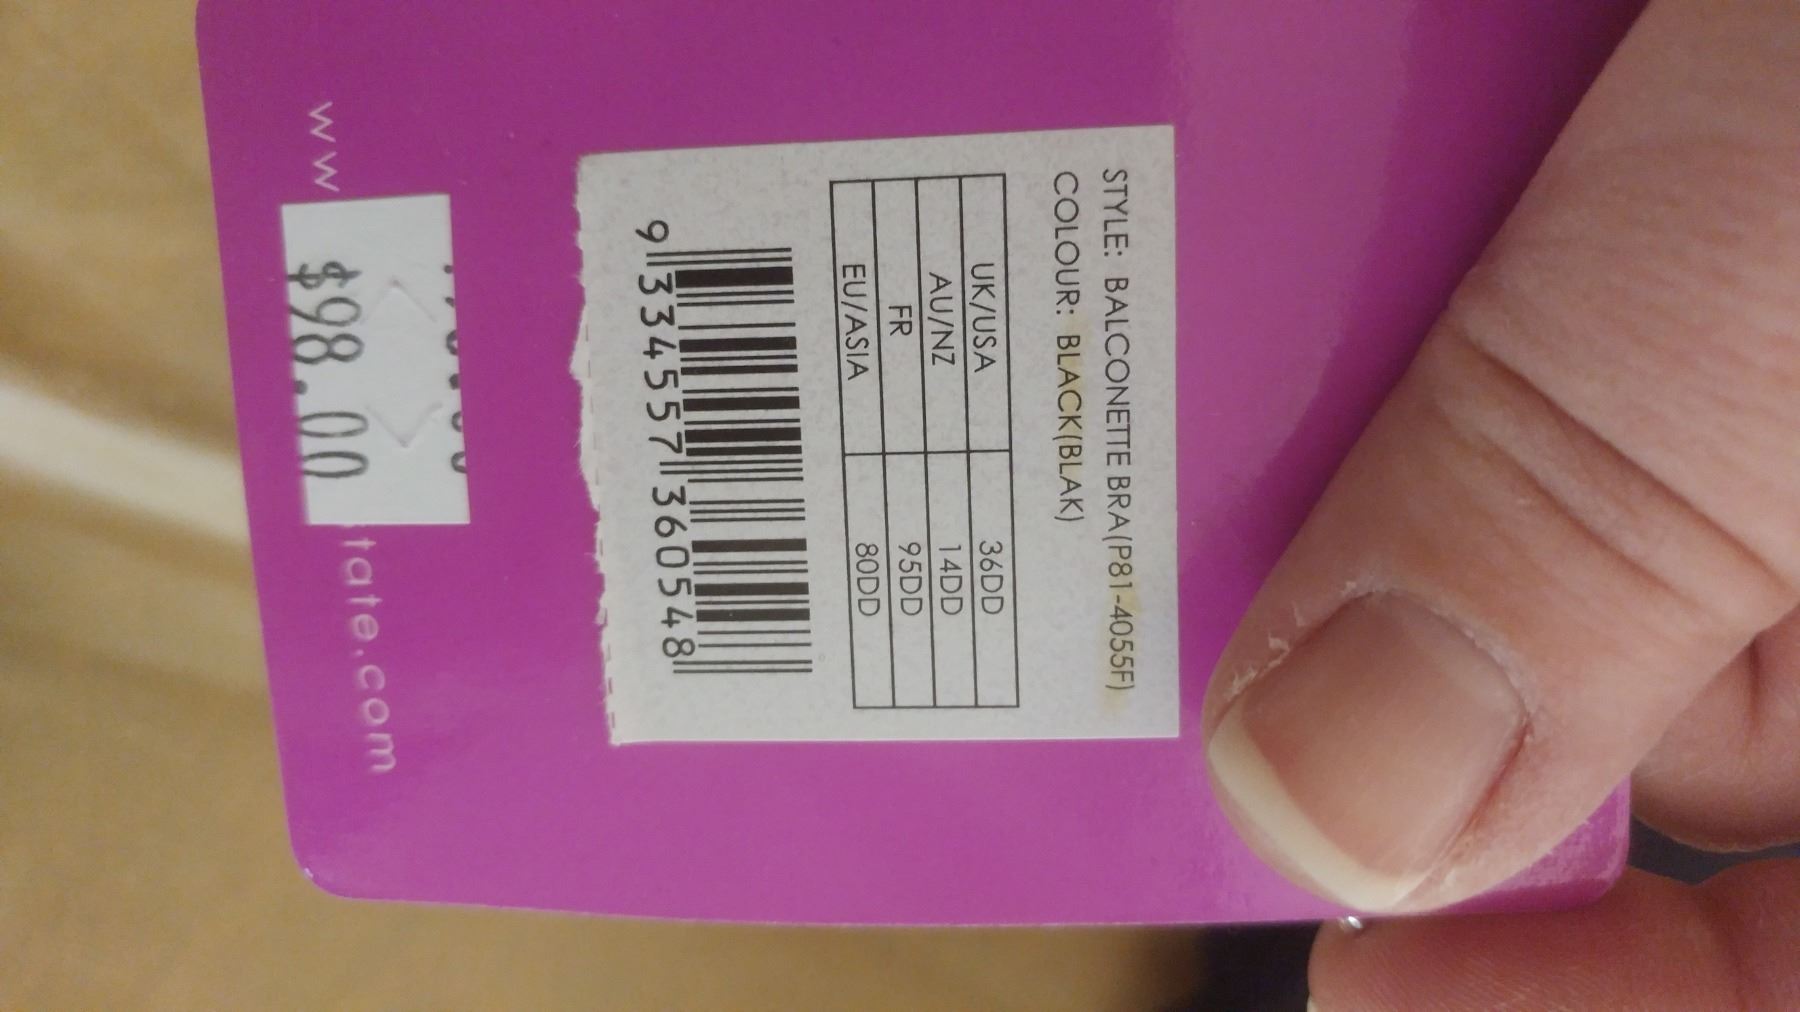 STYLE: BALCONETTE BRA(P81-4055F)
COLOUR: BLACK(BLAK)
UK/USA 36DD
AU/NZ 14DD
FR 95DD
EU/ASIA 80DD
9 334557 360548
$98.00
ww tate.com